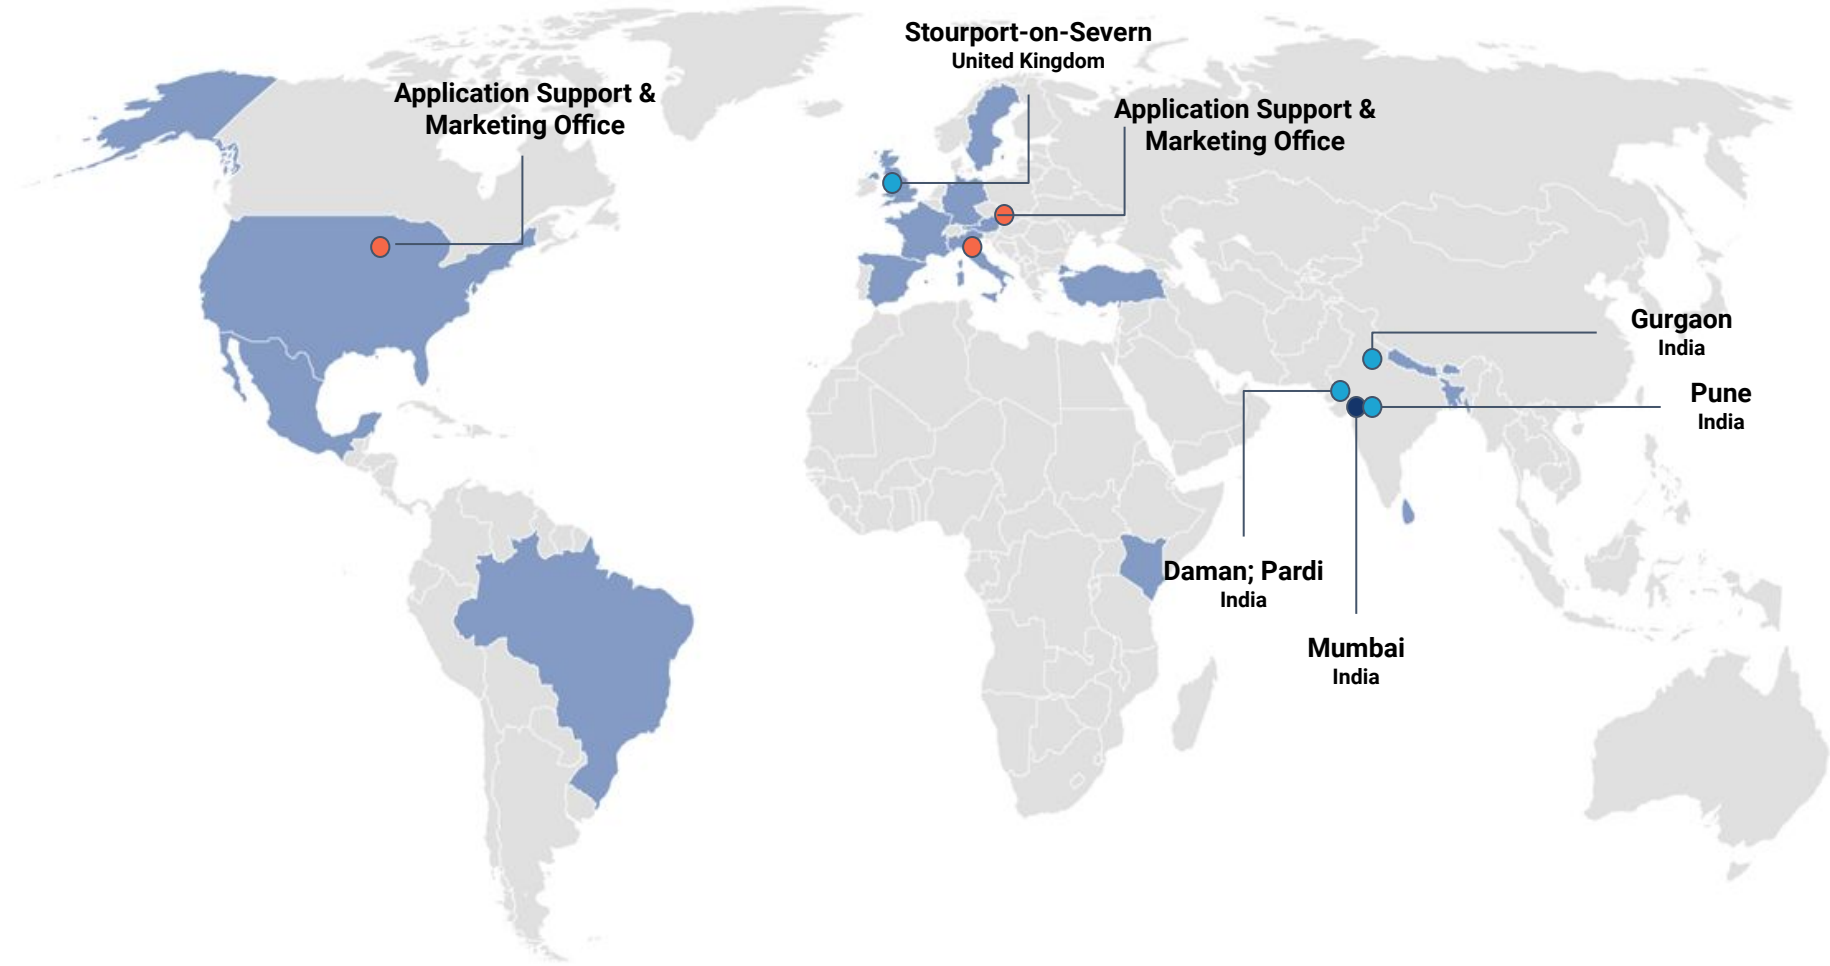 Stourport-on-Severn
United Kingdom
Application Support &
Marketing Office
Application Support &
Marketing Office
Gurgaon
India
Pune
India
Daman; Pardi
India
Mumbai
India